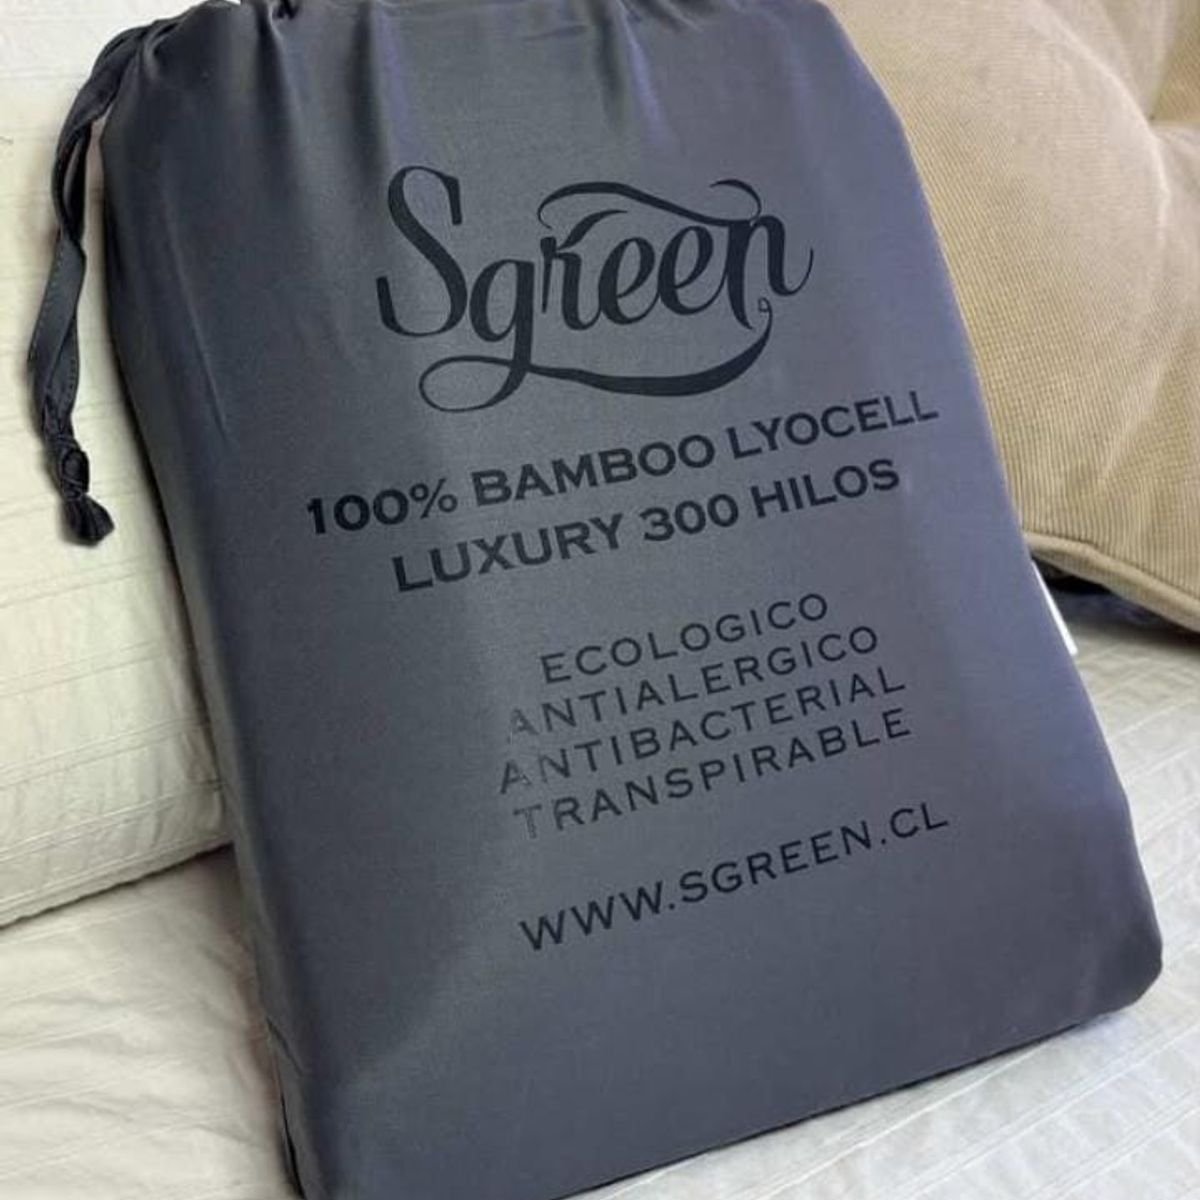 Sgreen
100% BAMBOO LYOCELL
LUXURY 300 HILOS
ECOLOGICO
ANTIALERGICO
ANTIBACTERIAL
TRANSPIRABLE
WWW.SGREEN.CL